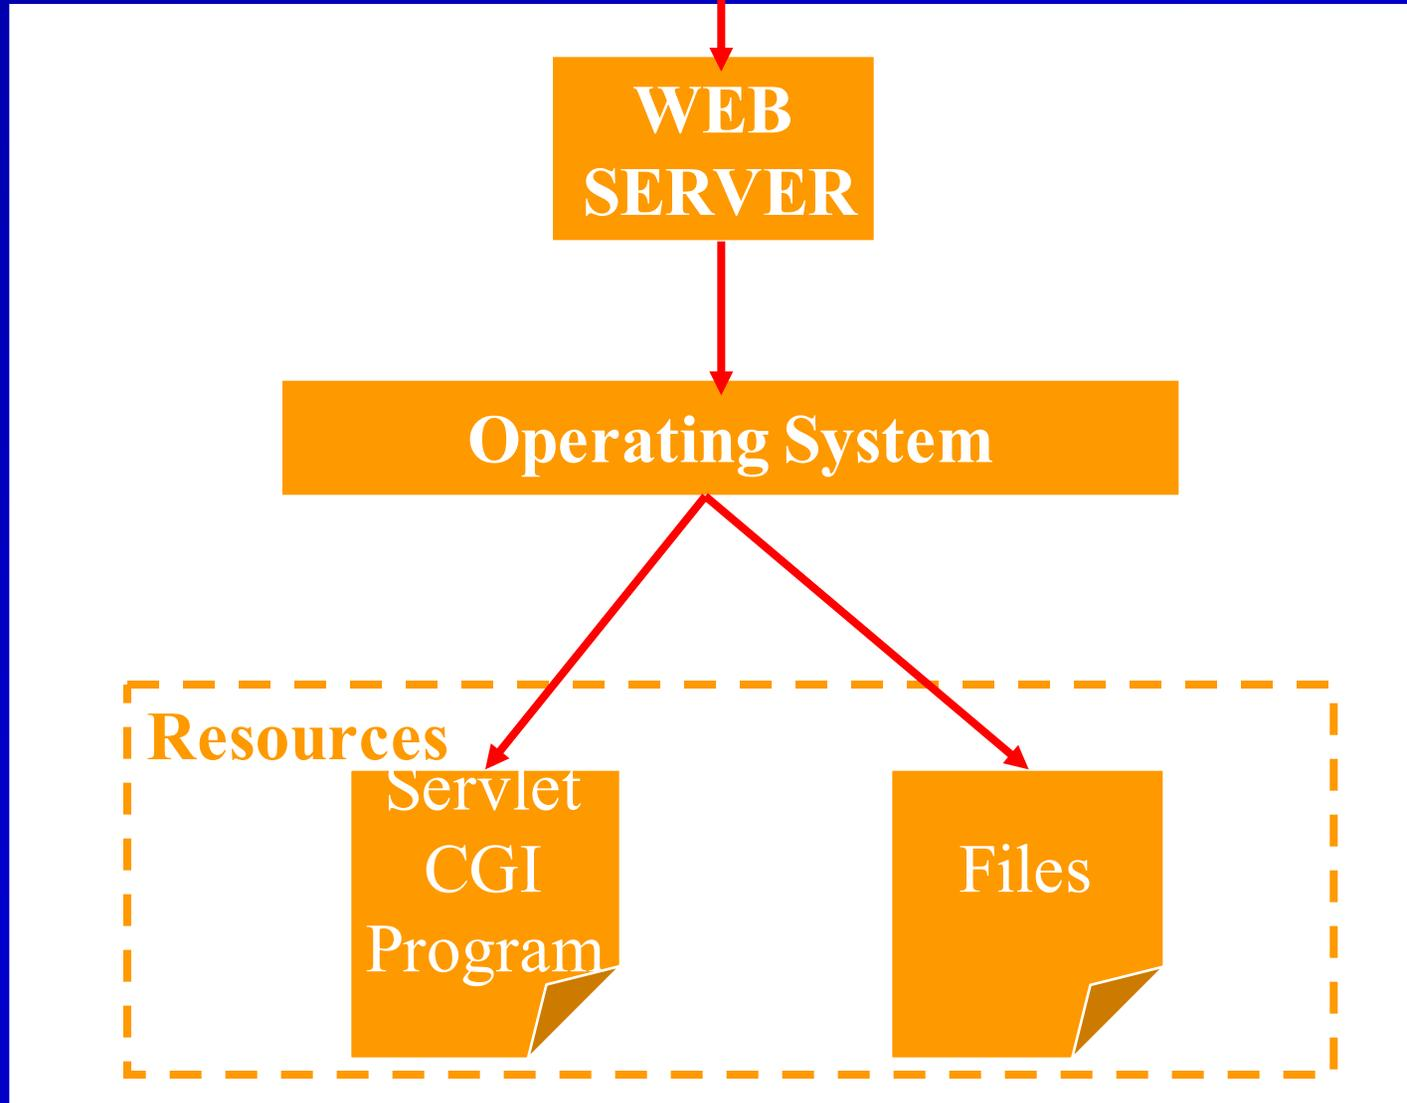 WEB
SERVER
Operating System
Resources
Servlet
CGI
Program
Files